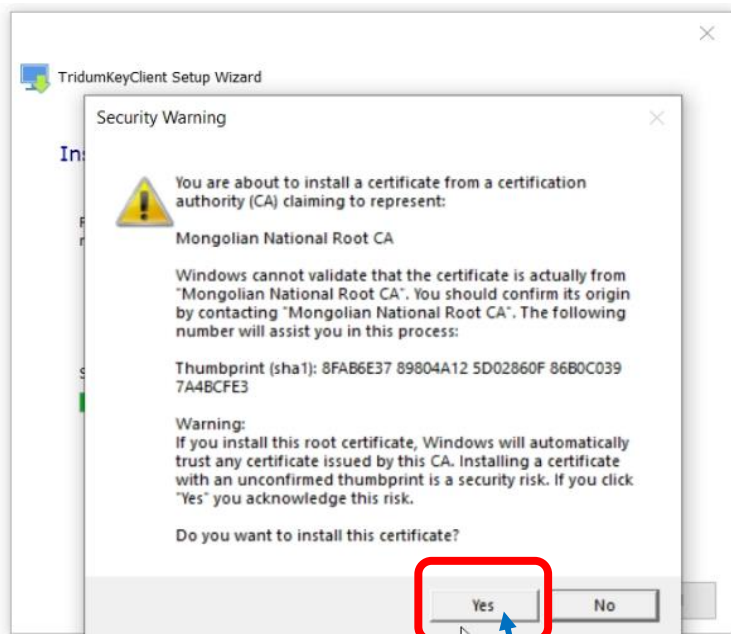 TridumKeyClient Setup Wizard
Security Warning
You are about to install a certificate from a certification
authority (CA) claiming to represent:
Mongolian National Root CA
Windows cannot validate that the certificate is actually from
"Mongolian National Root CA". You should confirm its origin
by contacting "Mongolian National Root CA". The following
number will assist you in this process:
Thumbprint (sha1): 8FAB6E37 89804A12 5D02860F 86B0C039
7A4BCFE3
Warning:
If you install this root certificate, Windows will automatically
trust any certificate issued by this CA. Installing a certificate
with an unconfirmed thumbprint is a security risk. If you click
"Yes" you acknowledge this risk.
Do you want to install this certificate?
Yes No